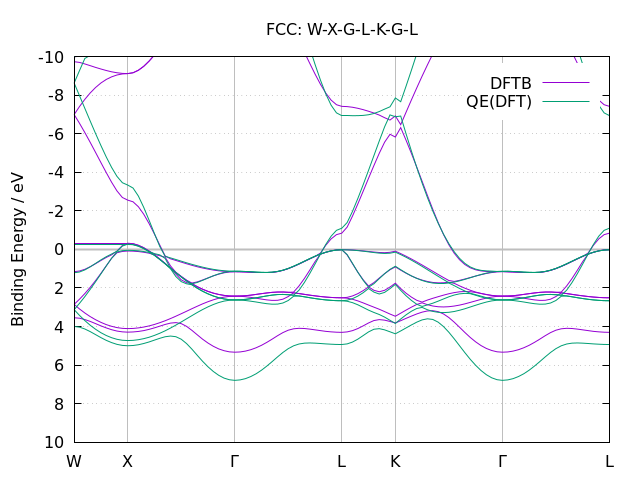 FCC: W-X-G-L-K-G-L
DFTB
QE(DFT)
Binding Energy / eV
-10
-8
-6
-4
-2
0
2
4
6
8
10
W X Γ L K Γ L